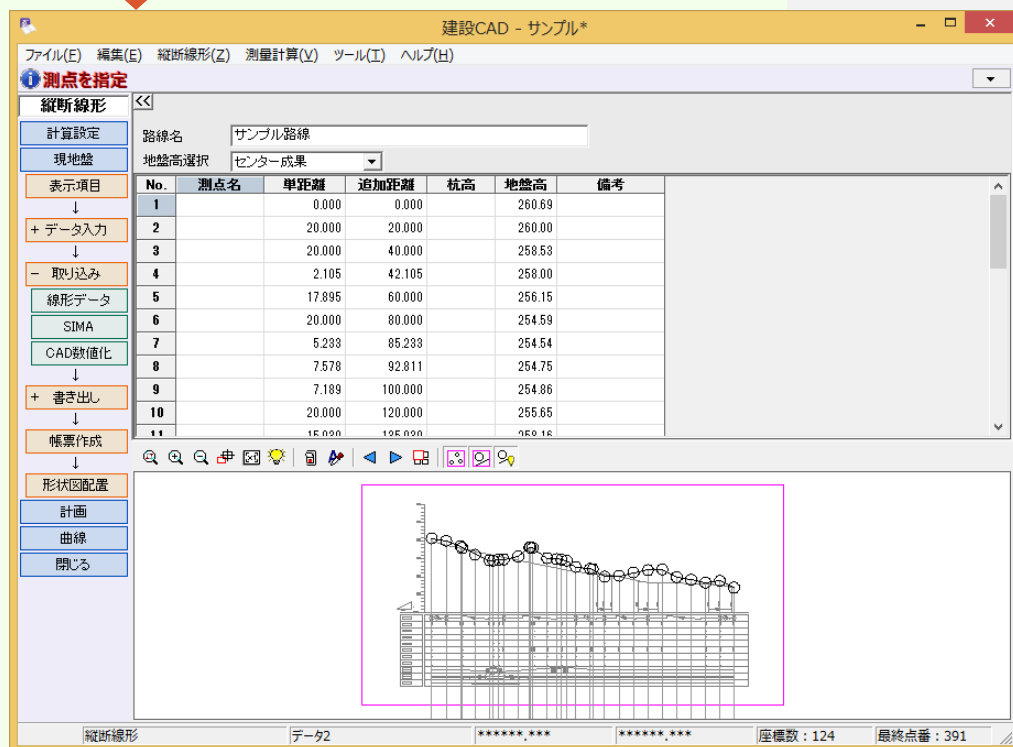 建設CAD - サンプル*
ファイル(F) 編集(E) 縦断線形(Z) 測量計算(V) ツール(T) ヘルプ(H)
測点を指定
縦断線形 <<
計算設定
現地盤
表示項目
↓
+ データ入力
↓
− 取り込み
線形データ
SIMA
CAD数値化
↓
+ 書き出し
↓
帳票作成
↓
形状図配置
計画
曲線
閉じる
路線名 サンプル路線
地盤高選択 センター成果
No. 測点名 単距離 追加距離 杭高 地盤高 備考
1 0.000 0.000 260.69
2 20.000 20.000 260.00
3 20.000 40.000 258.53
4 2.105 42.105 258.00
5 17.895 60.000 256.15
6 20.000 80.000 254.59
7 5.233 85.233 254.54
8 7.578 92.811 254.75
9 7.189 100.000 254.86
10 20.000 120.000 255.65
縦断線形 データ2 ******.*** ******.*** 座標数：124 最終点番：391